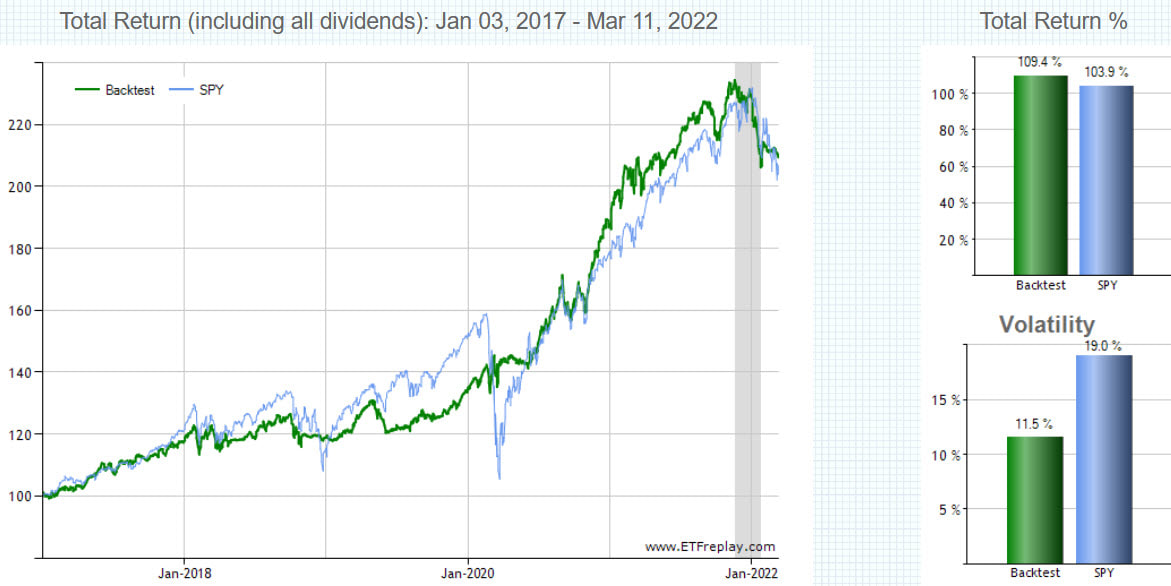 Total Return (including all dividends): Jan 03, 2017 - Mar 11, 2022
Backtest SPY
220
200
180
160
140
120
100
www.ETFreplay.com
Jan-2018 Jan-2020 Jan-2022
Total Return %
109.4 %
103.9 %
100 %
80 %
60 %
40 %
20 %
Backtest SPY
Volatility
19.0 %
15 %
11.5 %
10 %
5 %
Backtest SPY